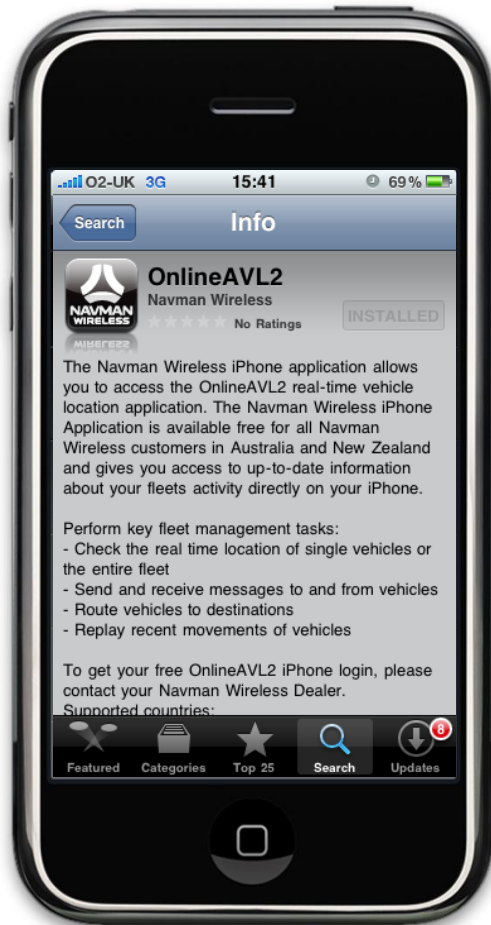 O2-UK 3G 15:41 69%
Search Info
OnlineAVL2
Navman Wireless
No Ratings
INSTALLED
NAVMAN
WIRELESS
The Navman Wireless iPhone application allows
you to access the OnlineAVL2 real-time vehicle
location application. The Navman Wireless iPhone
Application is available free for all Navman
Wireless customers in Australia and New Zealand
and gives you access to up-to-date information
about your fleets activity directly on your iPhone.
Perform key fleet management tasks:
- Check the real time location of single vehicles or
the entire fleet
- Send and receive messages to and from vehicles
- Route vehicles to destinations
- Replay recent movements of vehicles
To get your free OnlineAVL2 iPhone login, please
contact your Navman Wireless Dealer.
Supported countries:
8
Featured Categories Top 25 Search Updates